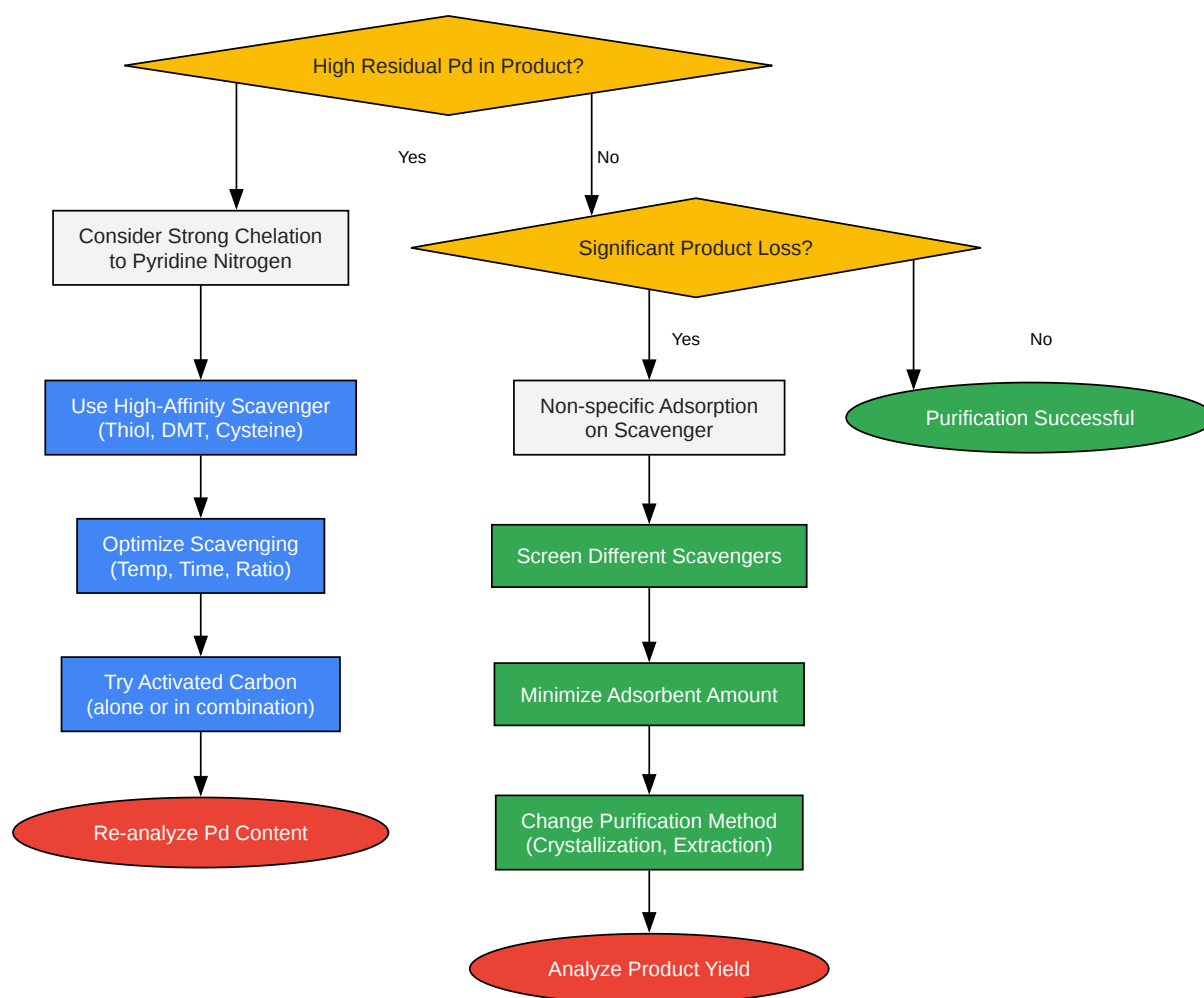 High Residual Pd in Product?
Yes
No
Consider Strong Chelation
to Pyridine Nitrogen
Significant Product Loss?
Yes
No
Use High-Affinity Scavenger
(Thiol, DMT, Cysteine)
Non-specific Adsorption
on Scavenger
Purification Successful
Optimize Scavenging
(Temp, Time, Ratio)
Screen Different Scavengers
Try Activated Carbon
(alone or in combination)
Minimize Adsorbent Amount
Re-analyze Pd Content
Change Purification Method
(Crystallization, Extraction)
Analyze Product Yield